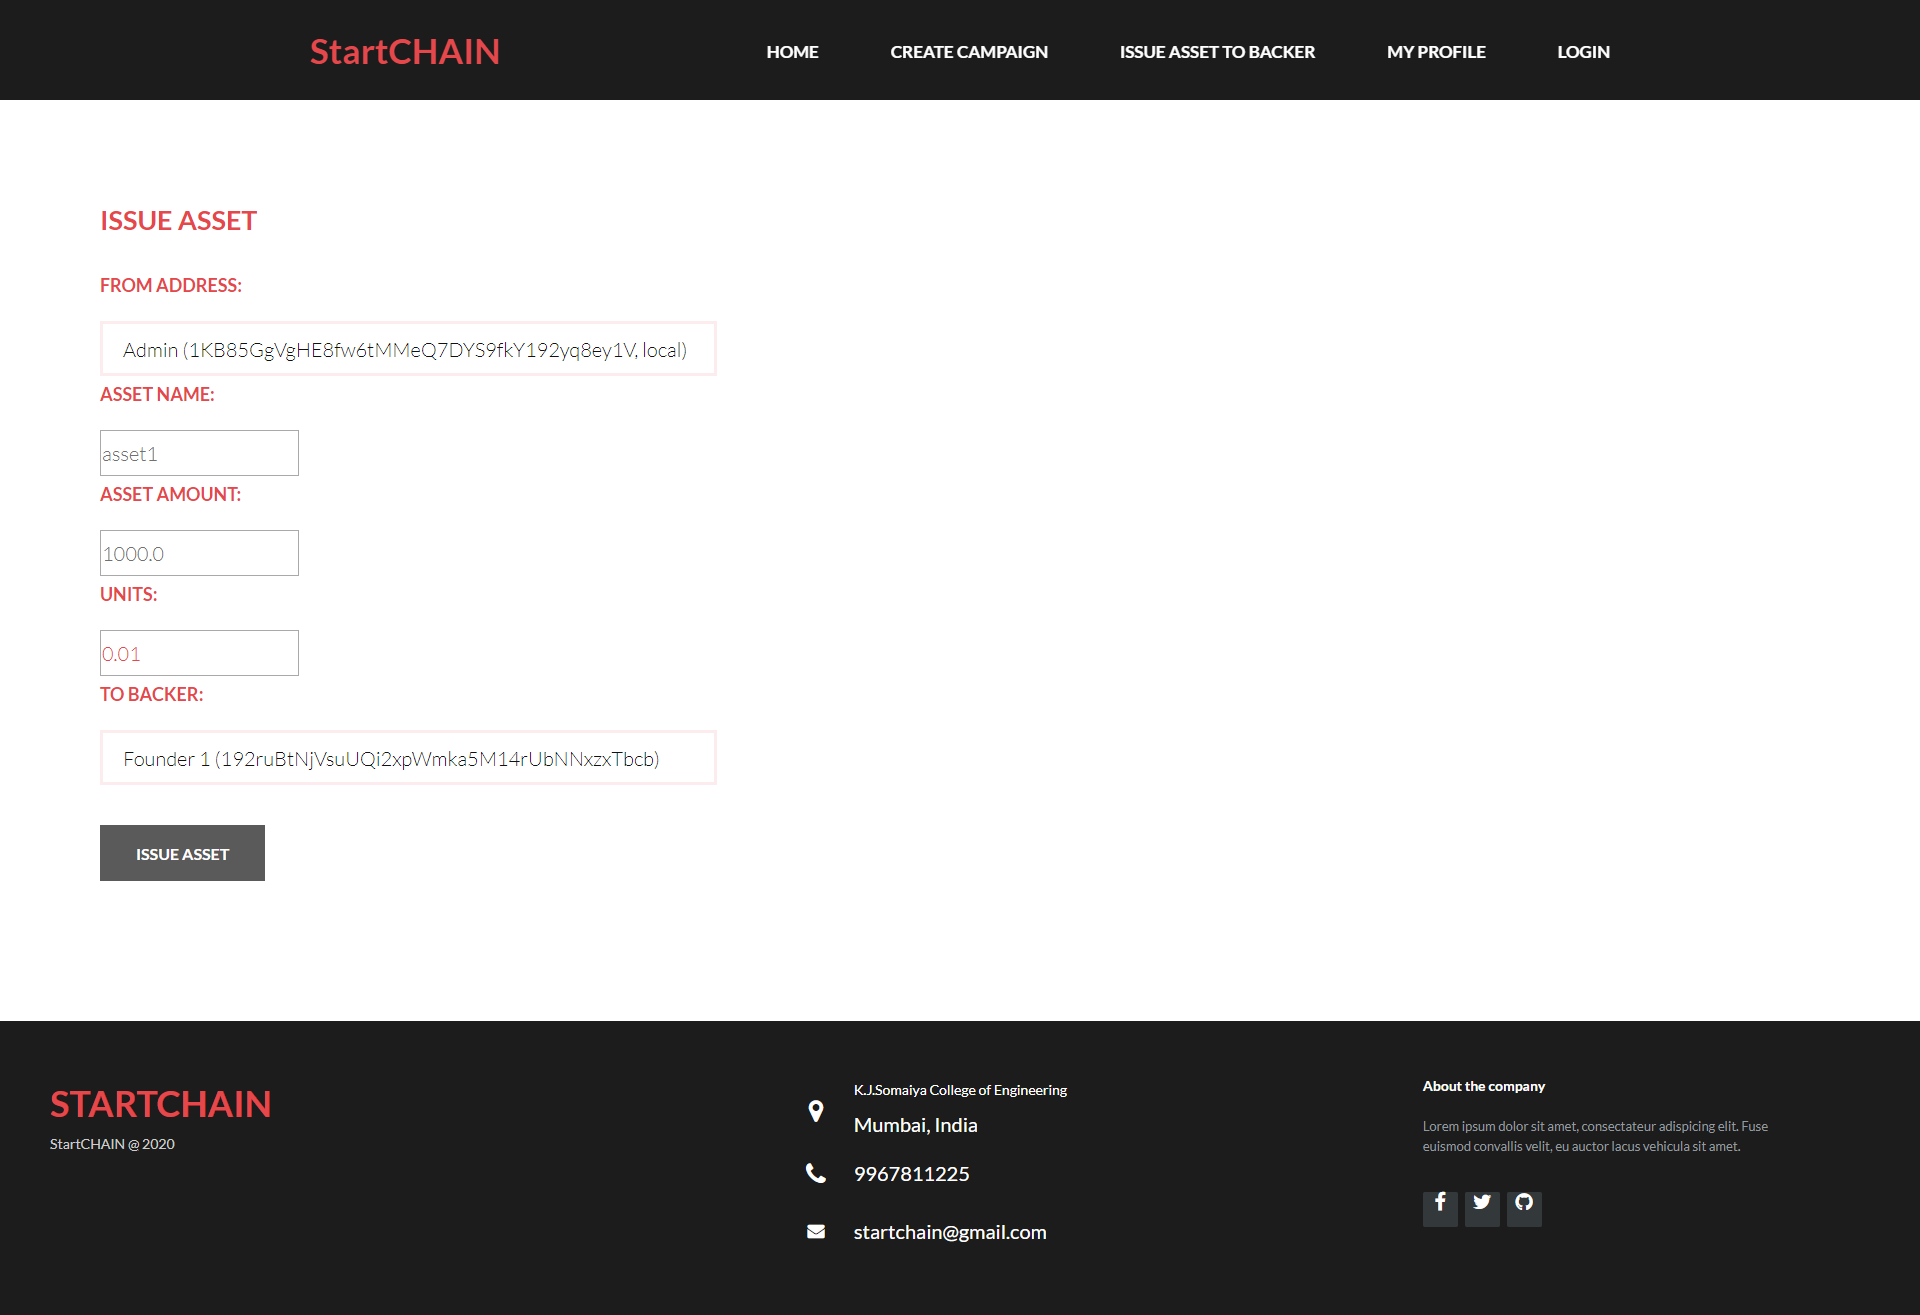 StartCHAIN
HOME
CREATE CAMPAIGN
ISSUE ASSET TO BACKER
MY PROFILE
LOGIN
ISSUE ASSET
FROM ADDRESS:
Admin (1KB85GgVgHE8fw6tMMeQ7DYS9fkY192yq8ey1V, local)
ASSET NAME:
asset1
ASSET AMOUNT:
1000.0
UNITS:
0.01
TO BACKER:
Founder 1 (192ruBtNjVsuUQi2xpWmka5M14rUbNNxzxTbcb)
ISSUE ASSET
STARTCHAIN
StartCHAIN @ 2020
K.J.Somaiya College of Engineering
Mumbai, India
9967811225
startchain@gmail.com
About the company
Lorem ipsum dolor sit amet, consectateur adispicing elit. Fuse
euismod convallis velit, eu auctor lacus vehicula sit amet.